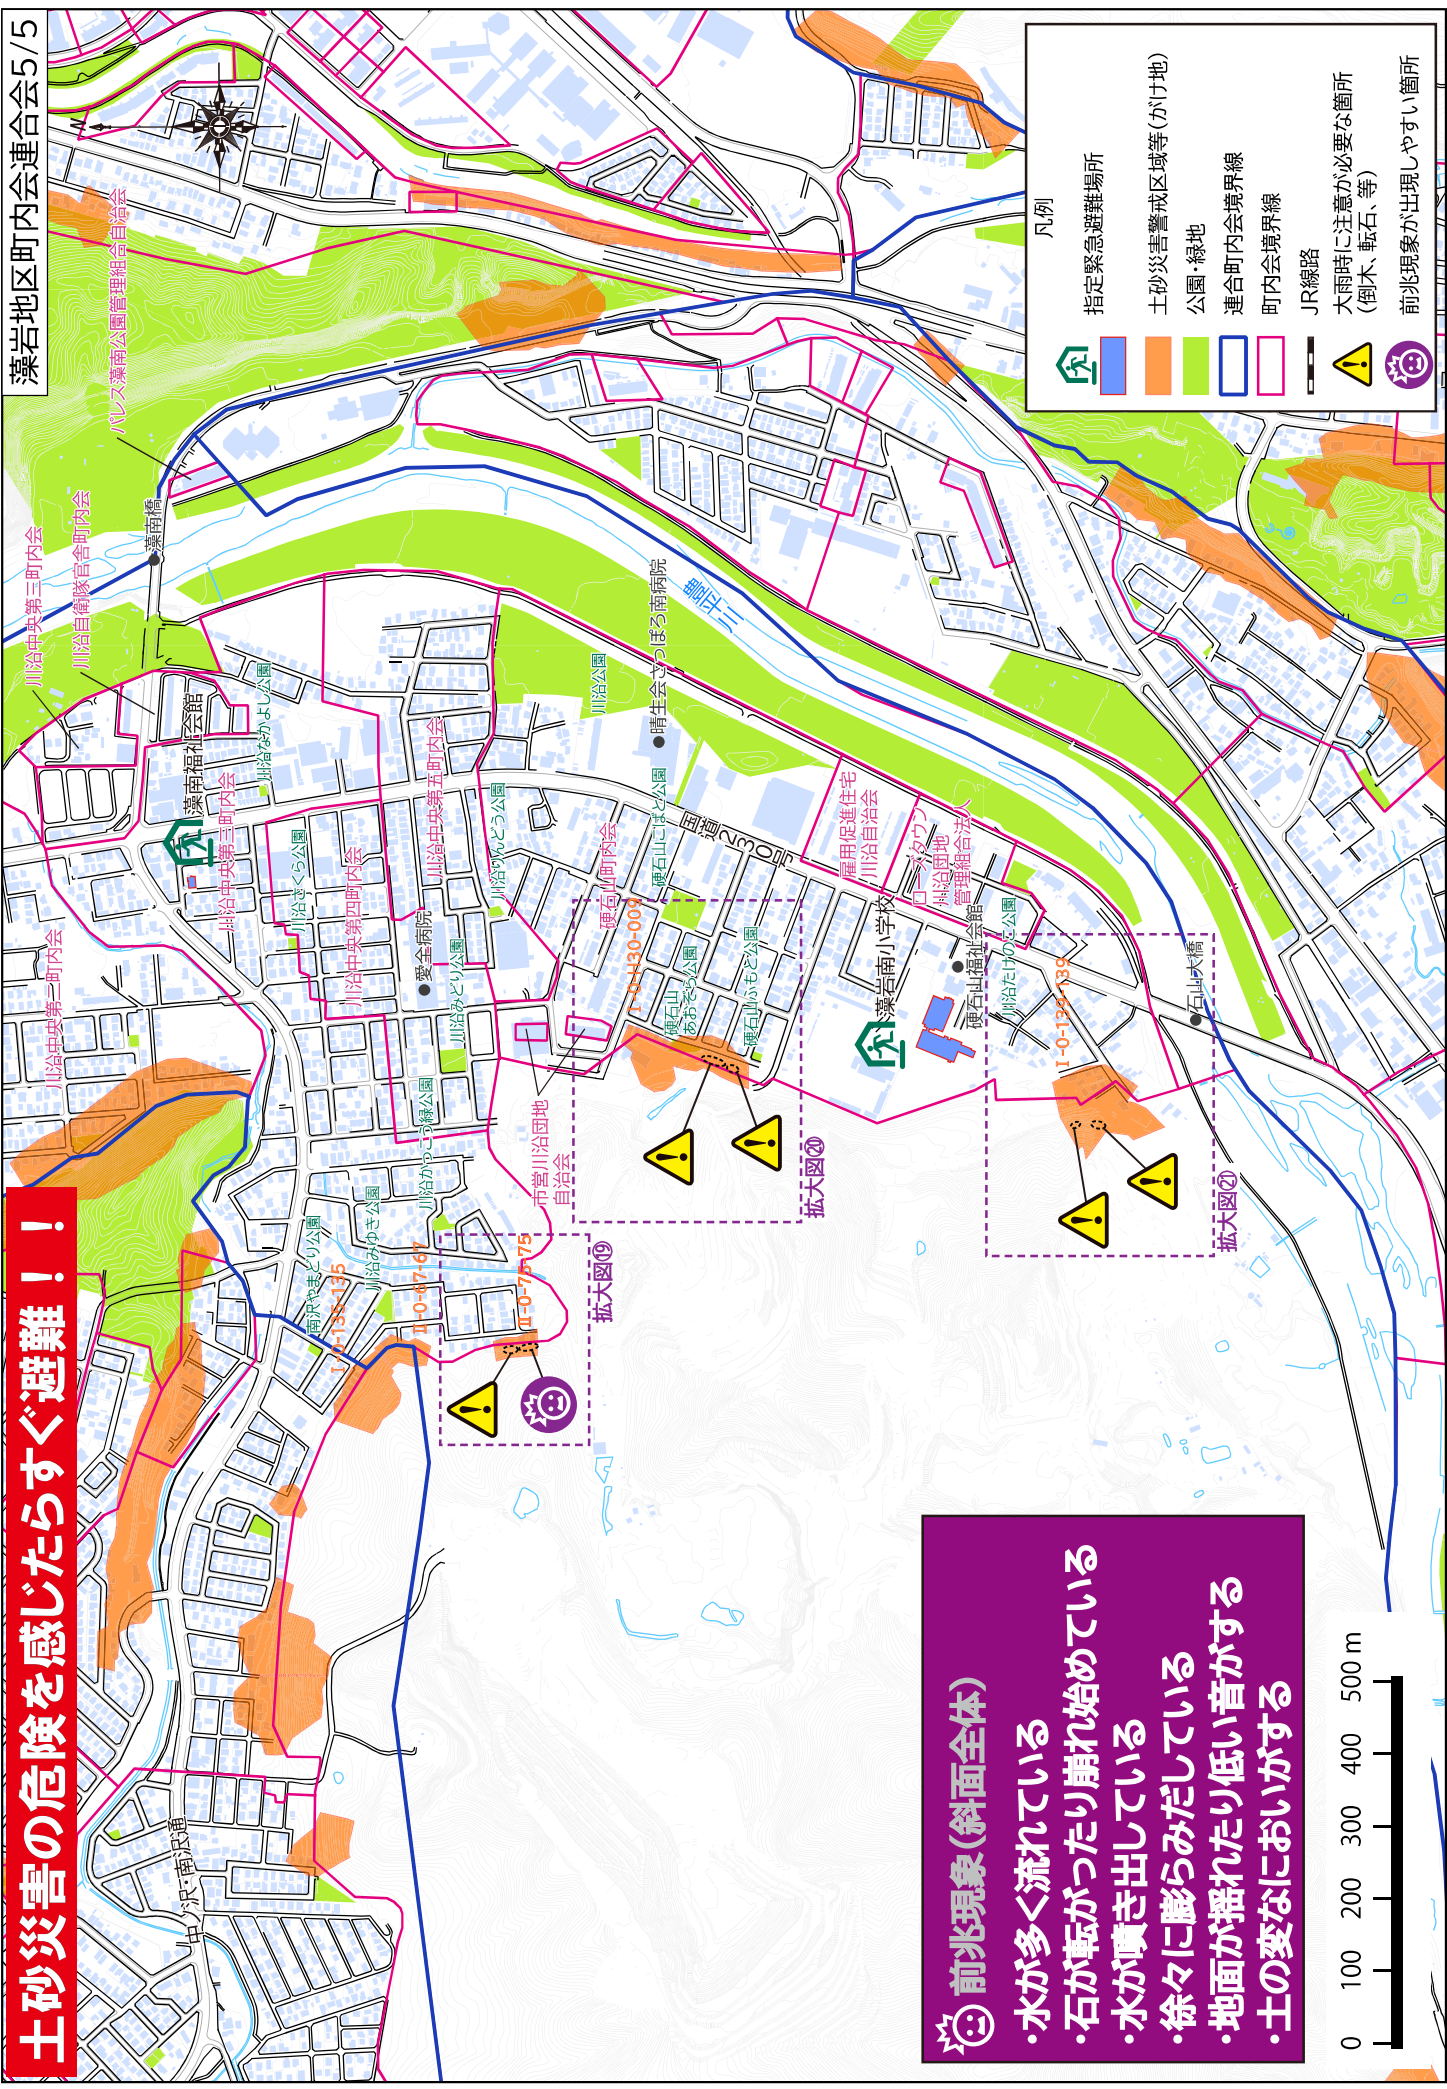 土砂災害の危険を感じたらすぐ避難！！！
藻岩地区町内会連合会5/5
N
パレス藻南公園管理組合自治会
川沿中央第三町内会
川沿自衛隊官舎町内会
藻南橋
藻南福祉会館
川沿なかよし公園
川沿中央第三町内会
川沿さくら公園
川沿中央第四町内会
川沿中央第五町内会
川沿りんどう公園
川沿中央第二町内会
愛全病院
川沿みどり公園
川沿かっこう緑公園
川沿みゆき公園
南沢やまどり公園
Ⅰ-0-135-135
Ⅱ-0-67-67
Ⅱ-0-75-75
拡大図⑲
市営川沿団地
自治会
硬石山町内会
Ⅰ-0-H30-009
硬石山こばと公園
硬石山
あおぞら公園
硬石山ふもと公園
拡大図⑳
川沿公園
晴生会さっぽろ南病院
豊平川
国道230号
雇用促進住宅
川沿自治会
ローズタウン
川沿団地
管理組合法人
藻岩南小学校
硬石山福祉会館
川沿たけのこ公園
Ⅰ-0-139-139
石山大橋
拡大図㉑
中ノ沢・南沢通
凡例
指定緊急避難場所
土砂災害警戒区域等(がけ地)
公園・緑地
連合町内会境界線
町内会境界線
JR線路
大雨時に注意が必要な箇所
(倒木、転石、等)
前兆現象が出現しやすい箇所
前兆現象(斜面全体)
・水が多く流れている
・石が転がったり崩れ始めている
・水が噴き出している
・徐々に膨らみだしている
・地面が揺れたり低い音がする
・土の変なにおいがする
0 100 200 300 400 500 m